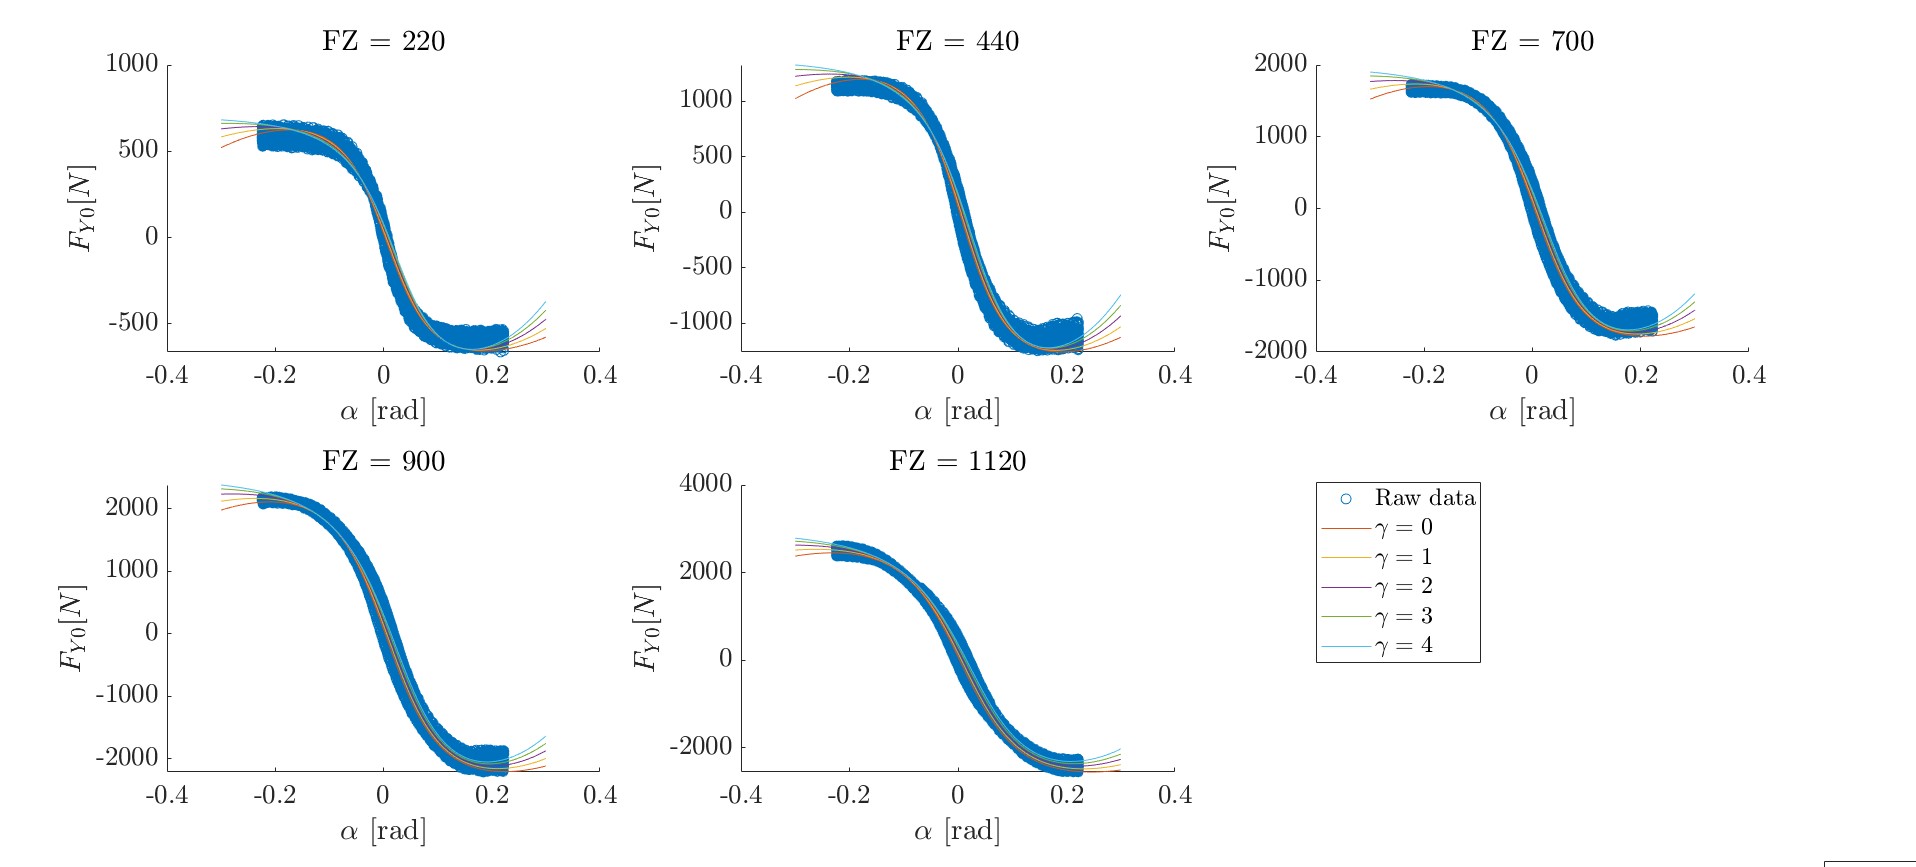 FZ = 220
1000
500
0
-500
-0.4 -0.2 0 0.2 0.4
α [rad]
F_{Y0}[N]
FZ = 440
1000
500
0
-500
-1000
-0.4 -0.2 0 0.2 0.4
α [rad]
F_{Y0}[N]
FZ = 700
2000
1000
0
-1000
-2000
-0.4 -0.2 0 0.2 0.4
α [rad]
F_{Y0}[N]
FZ = 900
2000
1000
0
-1000
-2000
-0.4 -0.2 0 0.2 0.4
α [rad]
F_{Y0}[N]
FZ = 1120
4000
2000
0
-2000
-0.4 -0.2 0 0.2 0.4
α [rad]
F_{Y0}[N]
Raw data
γ = 0
γ = 1
γ = 2
γ = 3
γ = 4